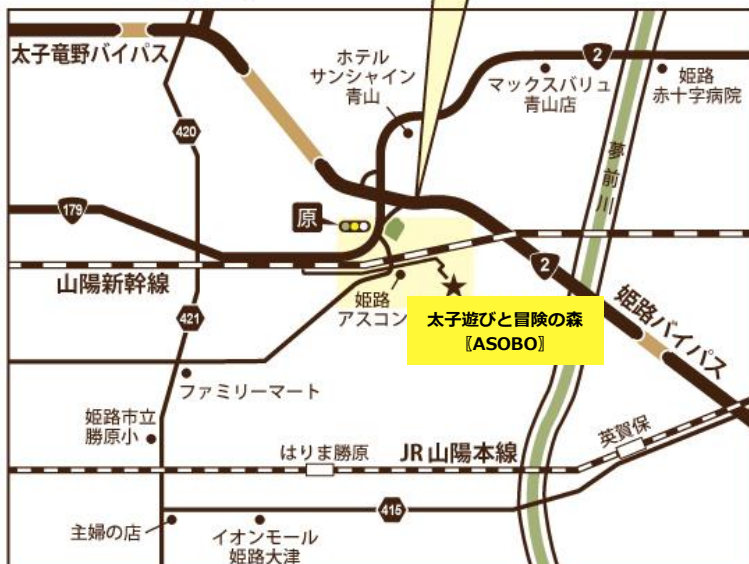 太子竜野バイパス
ホテル
サンシャイン
青山
2
マックスバリュ
青山店
姫路
赤十字病院
420
夢前川
179
原
山陽新幹線
2
姫路
アスコン
太子遊びと冒険の森
〖ASOBO〗
姫路バイパス
421
ファミリーマート
姫路市立
勝原小
はりま勝原
JR山陽本線
英賀保
415
主婦の店
イオンモール
姫路大津